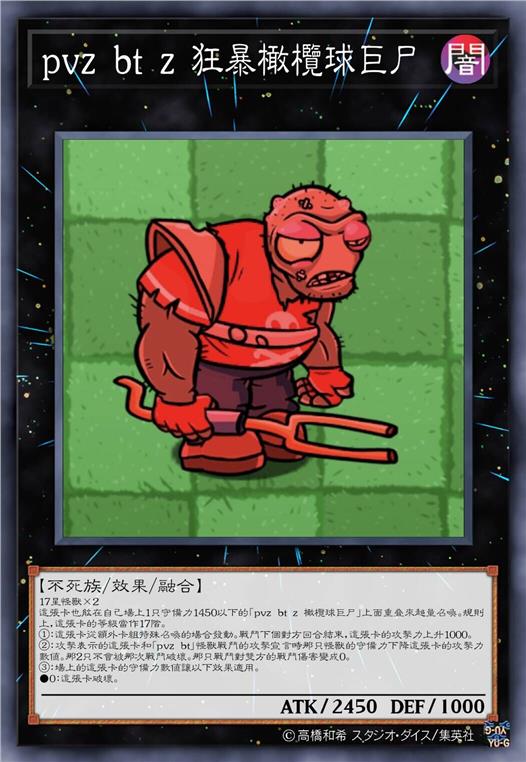 pvz bt z 狂暴橄欖球巨尸
闇
【不死族/效果/融合】
17星怪獸×2
這張卡也能在自己場上1只守備力1450以下的「pvz bt z 橄欖球巨尸」上面重疊來超量召喚。規則
上，這張卡的等級當作17階。
①：這張卡從額外卡組特殊召喚的場合發動。戰鬥下個對方回合結束，這張卡的攻擊力上升1000。
②：攻擊表示的這張卡和「pvz bt」怪獸戰鬥的攻擊宣言時那只怪獸的守備力下降這張卡的攻擊力
數值。那2只不會被那次戰鬥破壞。那只戰鬥對雙方的戰鬥傷害變成0。
③：場上的這張卡的守備力數值讓以下效果適用。
●0：這張卡破壞。
ATK/2450 DEF/1000
©高橋和希 スタジオ・ダイス/集英社